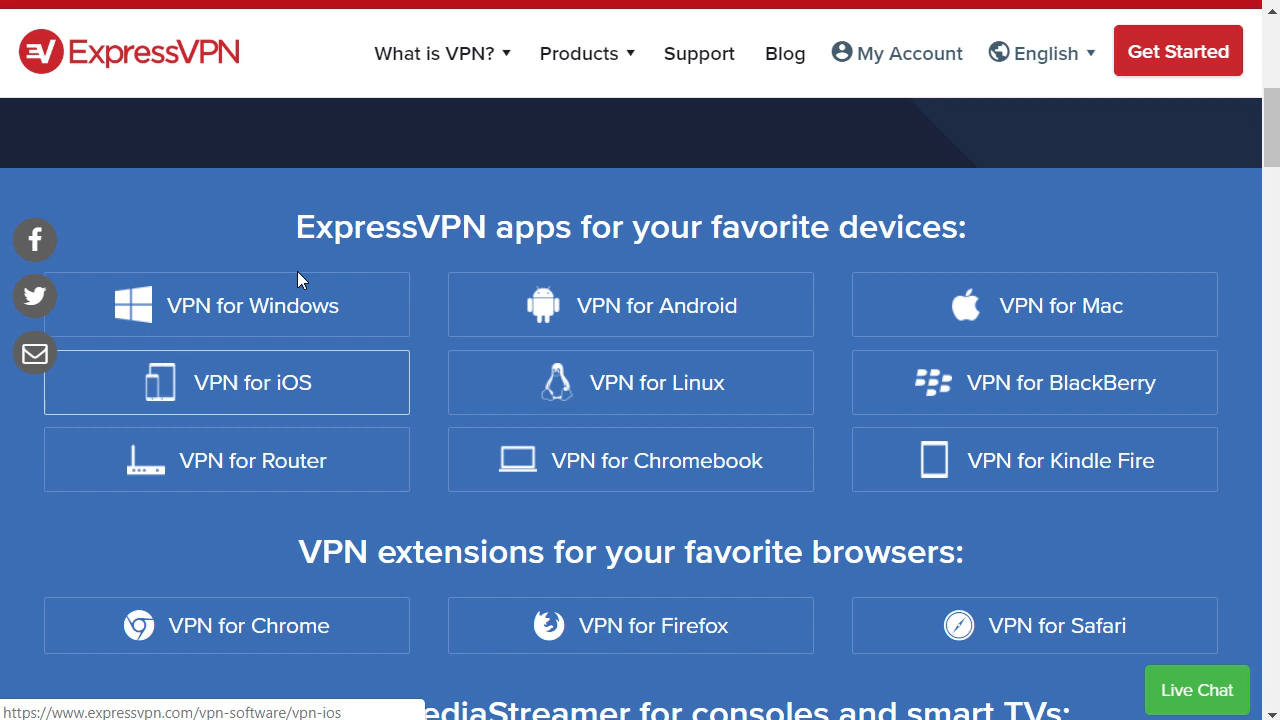 ExpressVPN
What is VPN? Products Support Blog My Account English Get Started
ExpressVPN apps for your favorite devices:
VPN for Windows VPN for Android VPN for Mac
VPN for iOS VPN for Linux VPN for BlackBerry
VPN for Router VPN for Chromebook VPN for Kindle Fire
VPN extensions for your favorite browsers:
VPN for Chrome VPN for Firefox VPN for Safari
Live Chat
ediaStreamer for consoles and smart TVs:
https://www.expressvpn.com/vpn-software/vpn-ios